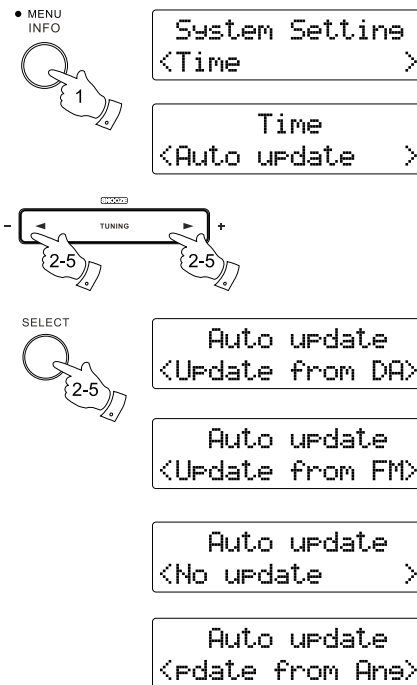 MENU
INFO
1
System Setting
<Time >
Time
<Auto update >
SNOOZE
- ◄ TUNING ► +
2-5 2-5
SELECT
2-5
Auto update
<Update from DA>
Auto update
<Update from FM>
Auto update
<No update >
Auto update
<pdate from Ang>